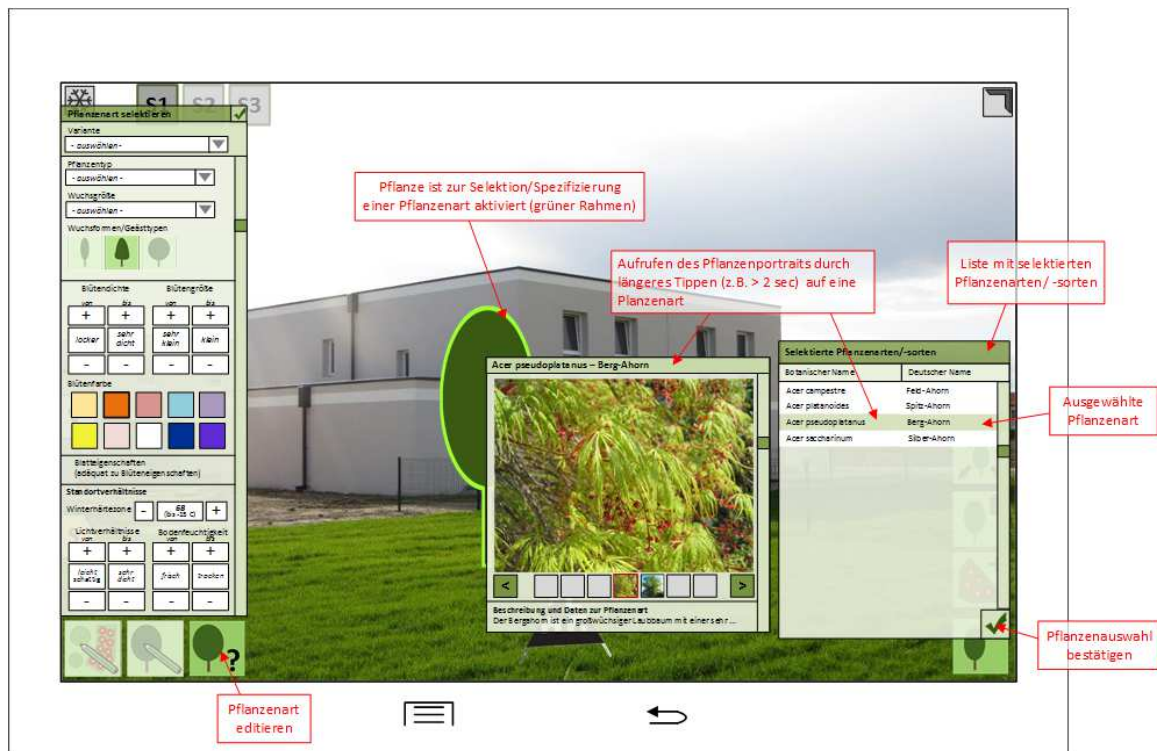 S1 S2 S3
Pflanzenart selektieren
Variante
- auswählen -
Pflanzentyp
- auswählen -
Wuchsgröße
- auswählen -
Wuchsformen/Geästtypen
Blütendichte Blütengröße
von bis von bis
+ + + +
locker sehr dicht sehr klein klein
- - - -
Blütenfarbe
Blatteigenschaften
(adäquat zu Blüteneigenschaften)
Standortverhältnisse
Winterhärtezone - 6B +
(bis -15 C)
Lichtverhältnisse Bodenfeuchtigkeit
von bis von bis
+ + + +
leicht schattig sehr dicht frisch trocken
- - - -
?
Pflanzenart
editieren
Pflanze ist zur Selektion/Spezifizierung
einer Pflanzenart aktiviert (grüner Rahmen)
Aufrufen des Pflanzenportraits durch
längeres Tippen (z.B. > 2 sec) auf eine
Planzenart
Liste mit selektierten
Pflanzenarten/ -sorten
Acer pseudoplatanus – Berg-Ahorn
< >
Beschreibung und Daten zur Pflanzenart
Der Bergahorn ist ein großwüchsiger Laubbaum mit einer sehr ...
Selektierte Pflanzenarten/-sorten
Botanischer Name Deutscher Name
Acer campestre Feld-Ahorn
Acer platanoides Spitz-Ahorn
Acer pseudoplatanus Berg-Ahorn
Acer saccharinum Silber-Ahorn
Ausgewählte
Pflanzenart
Pflanzenauswahl
bestätigen